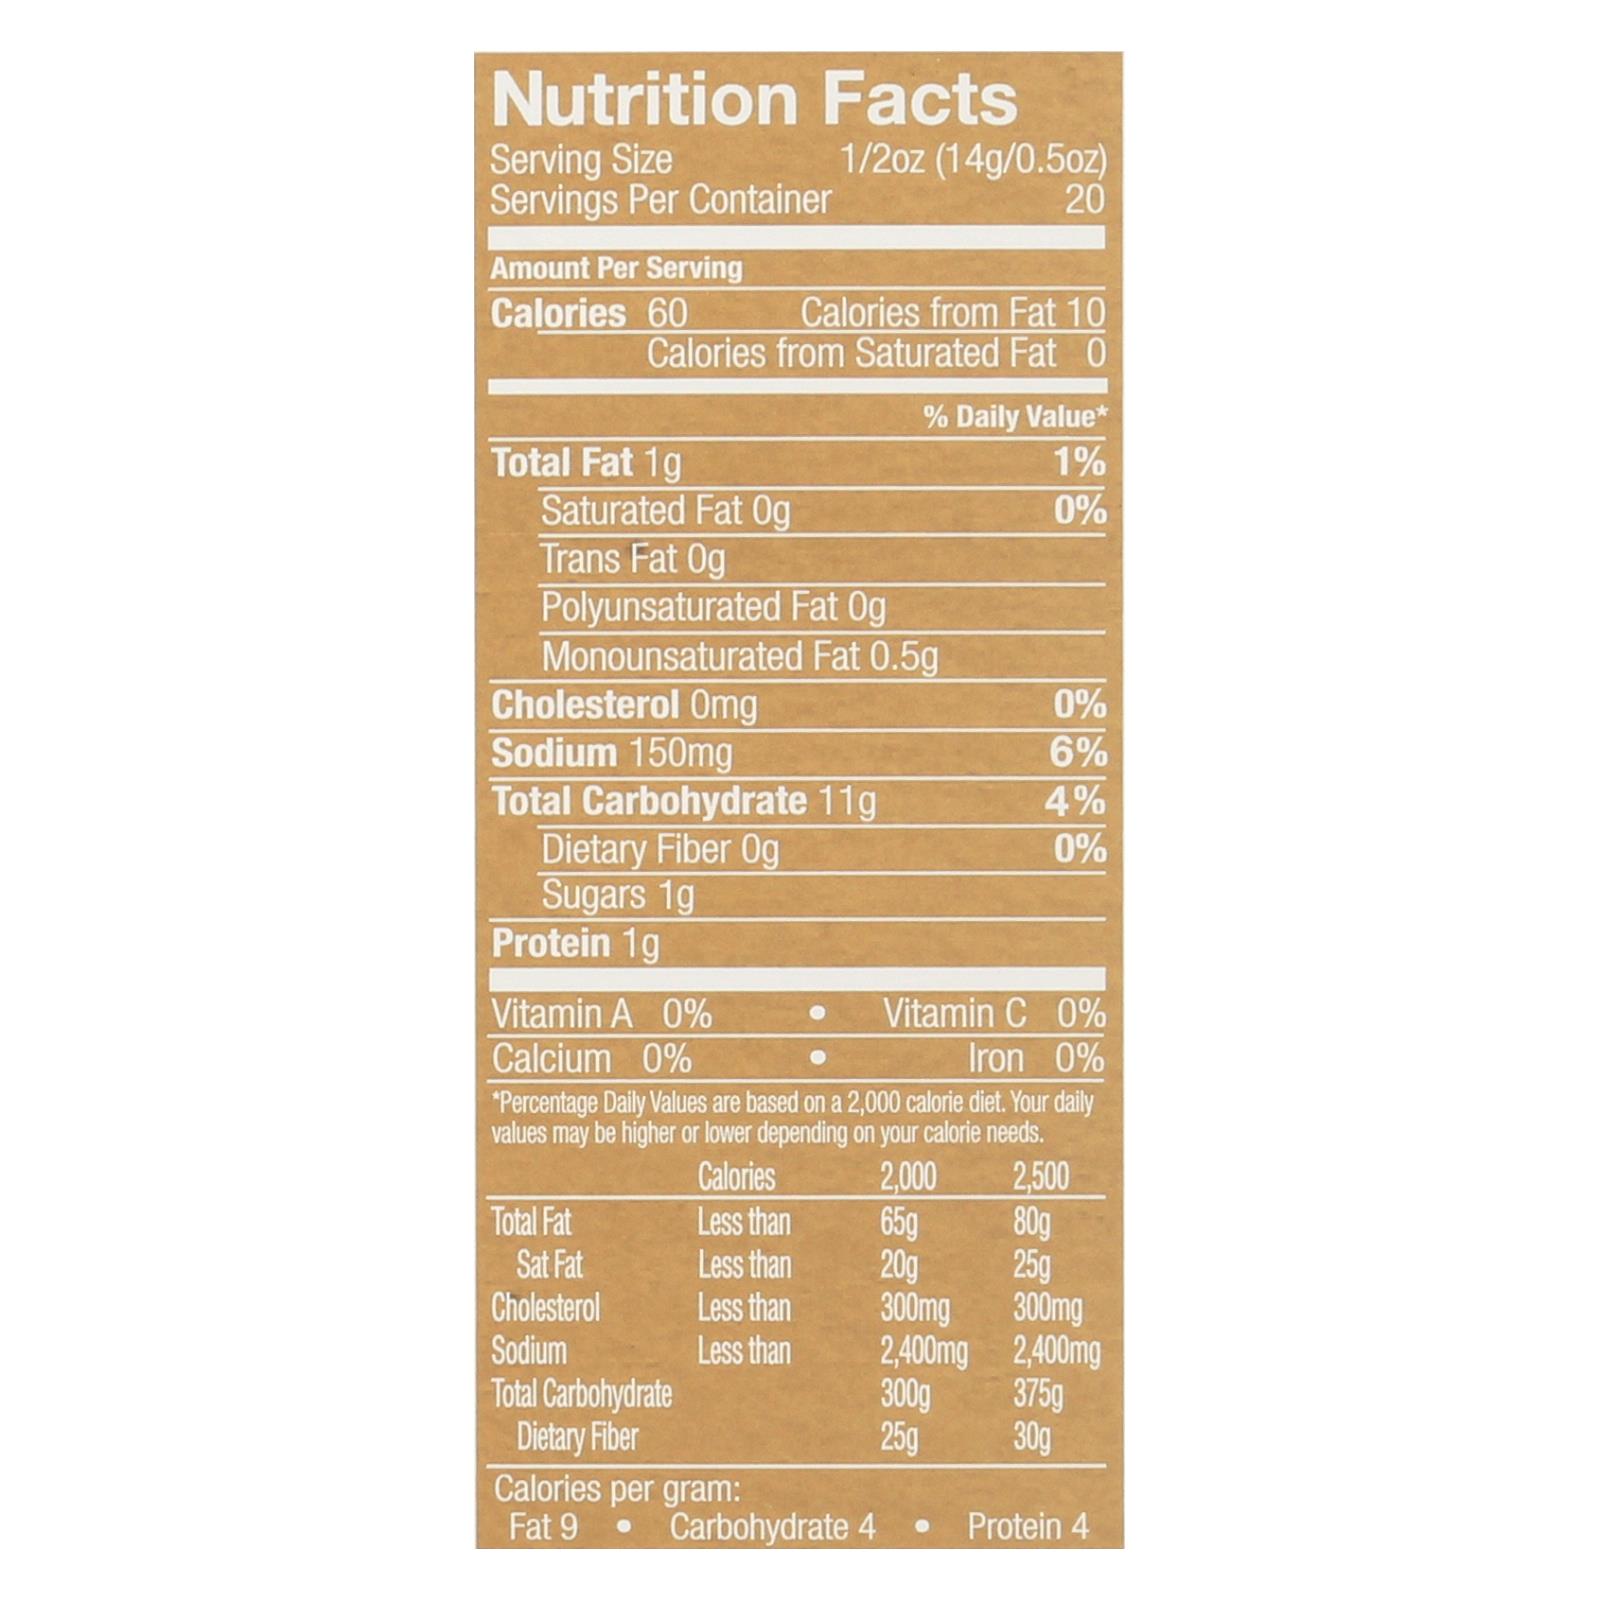 Nutrition Facts
Serving Size 1/2oz (14g/0.5oz)
Servings Per Container 20
Amount Per Serving
Calories 60 Calories from Fat 10
Calories from Saturated Fat 0
% Daily Value*
Total Fat 1g 1%
Saturated Fat 0g 0%
Trans Fat 0g
Polyunsaturated Fat 0g
Monounsaturated Fat 0.5g
Cholesterol 0mg 0%
Sodium 150mg 6%
Total Carbohydrate 11g 4%
Dietary Fiber 0g 0%
Sugars 1g
Protein 1g
Vitamin A 0% • Vitamin C 0%
Calcium 0% • Iron 0%
*Percentage Daily Values are based on a 2,000 calorie diet. Your daily
values may be higher or lower depending on your calorie needs.
Calories 2,000 2,500
Total Fat Less than 65g 80g
Sat Fat Less than 20g 25g
Cholesterol Less than 300mg 300mg
Sodium Less than 2,400mg 2,400mg
Total Carbohydrate 300g 375g
Dietary Fiber 25g 30g
Calories per gram:
Fat 9 • Carbohydrate 4 • Protein 4